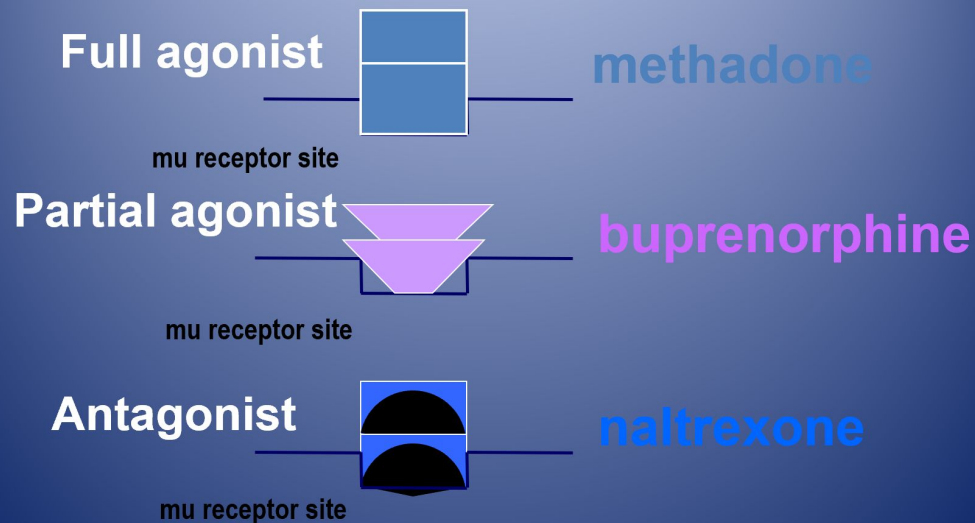 Full agonist
methadone
mu receptor site
Partial agonist
buprenorphine
mu receptor site
Antagonist
naltrexone
mu receptor site